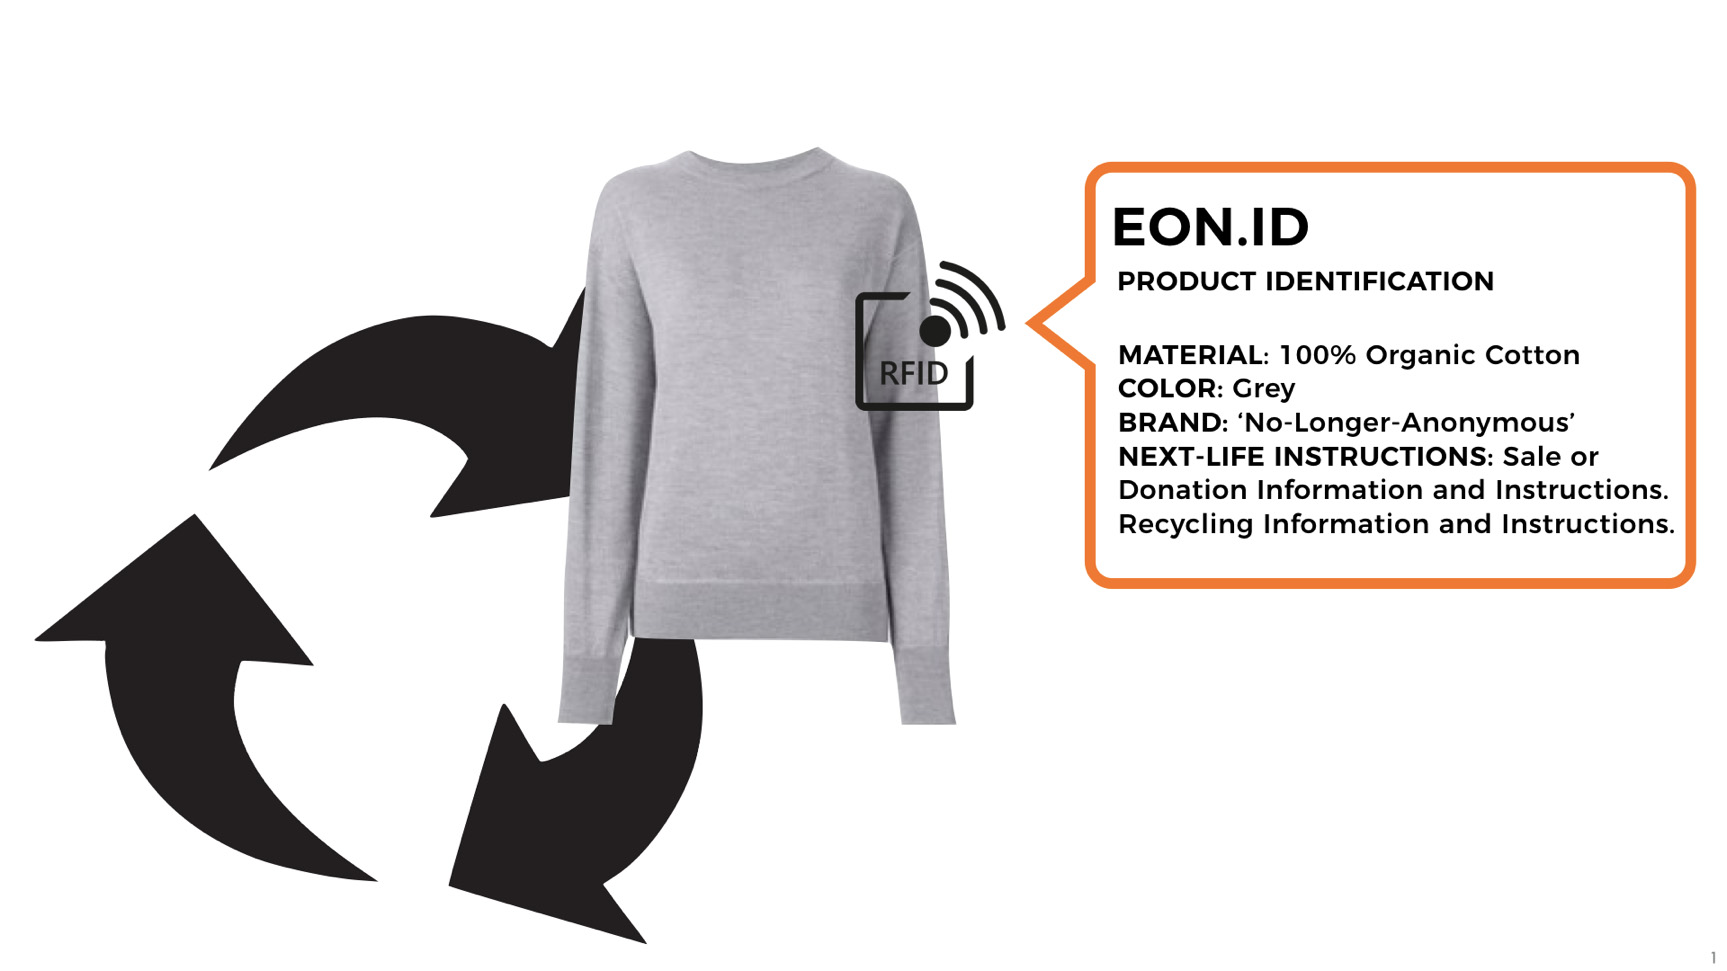 RFID
EON.ID
PRODUCT IDENTIFICATION
MATERIAL: 100% Organic Cotton
COLOR: Grey
BRAND: ‘No-Longer-Anonymous’
NEXT-LIFE INSTRUCTIONS: Sale or
Donation Information and Instructions.
Recycling Information and Instructions.
1